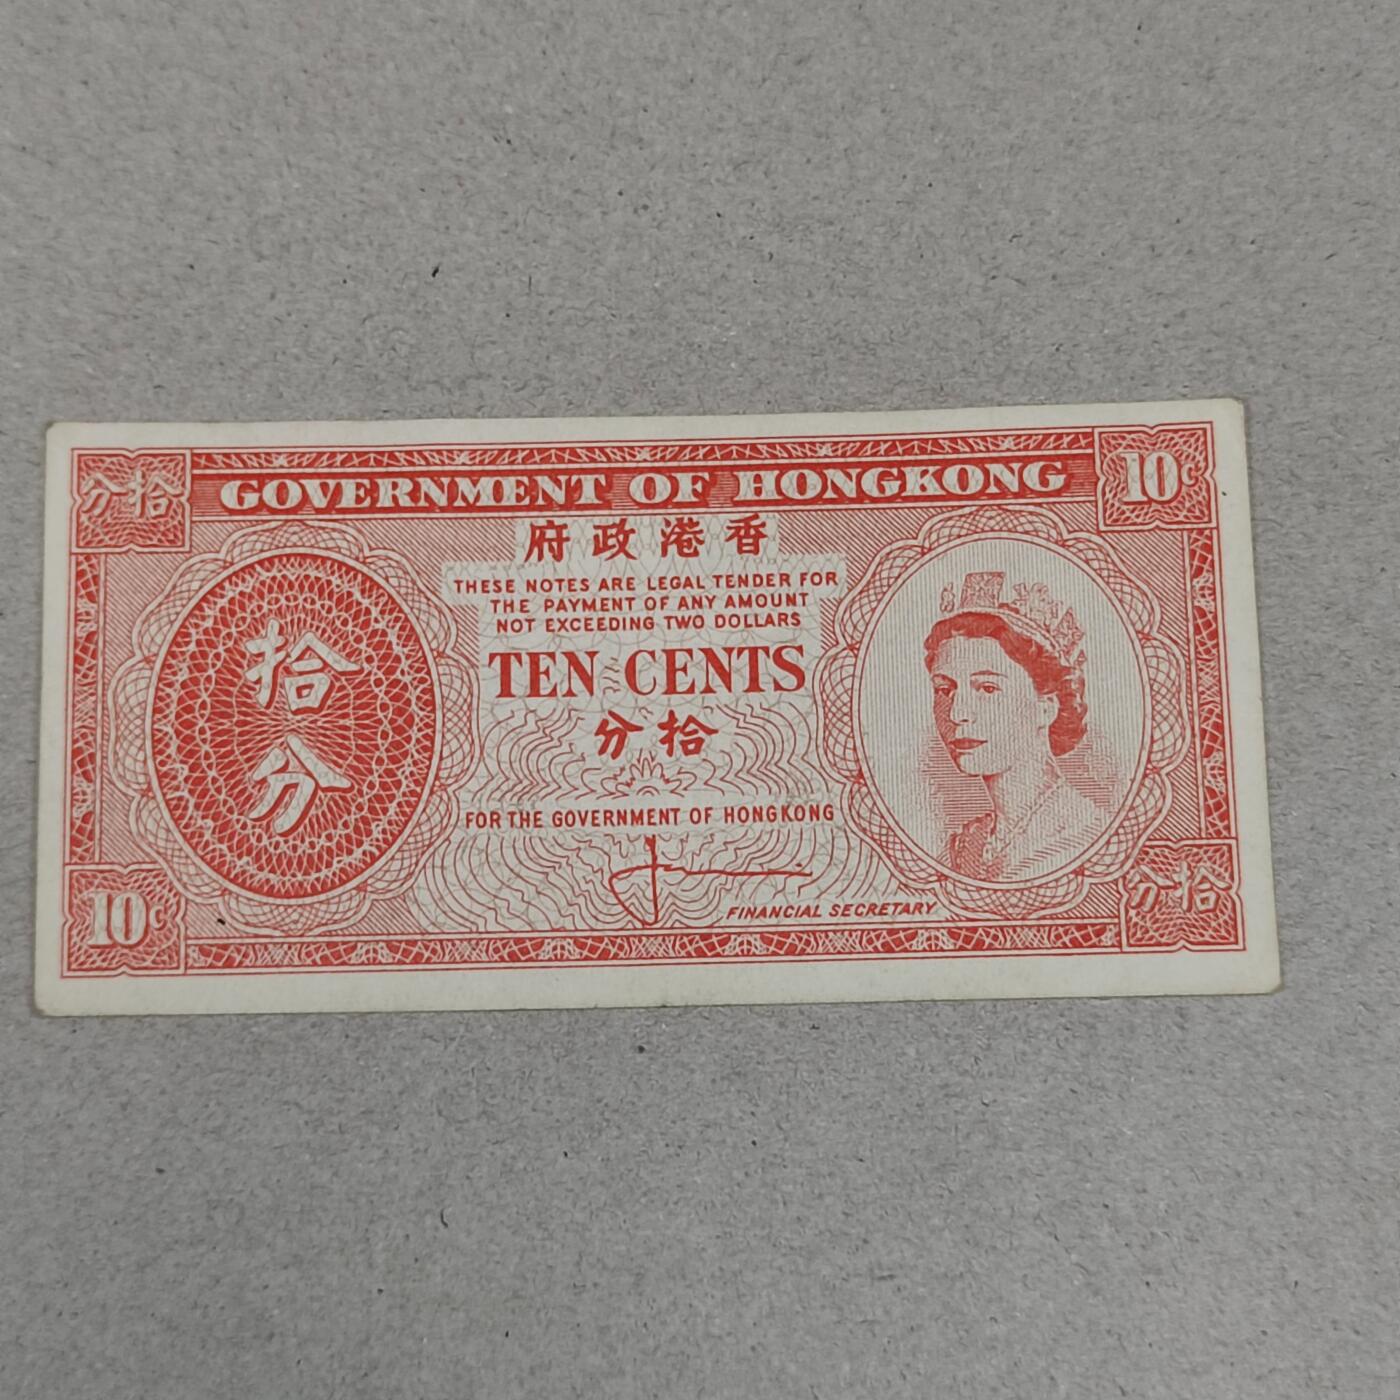 分拾
GOVERNMENT OF HONGKONG
10c
府政港香
THESE NOTES ARE LEGAL TENDER FOR
THE PAYMENT OF ANY AMOUNT
NOT EXCEEDING TWO DOLLARS
拾
分
TEN CENTS
分拾
FOR THE GOVERNMENT OF HONGKONG
FINANCIAL SECRETARY
10c
分拾